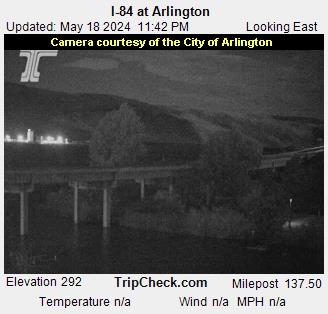 I-84 at Arlington
Updated: May 18 2024 11:42 PM Looking East
Camera courtesy of the City of Arlington
Elevation 292 TripCheck.com Milepost 137.50
Temperature n/a Wind n/a MPH n/a